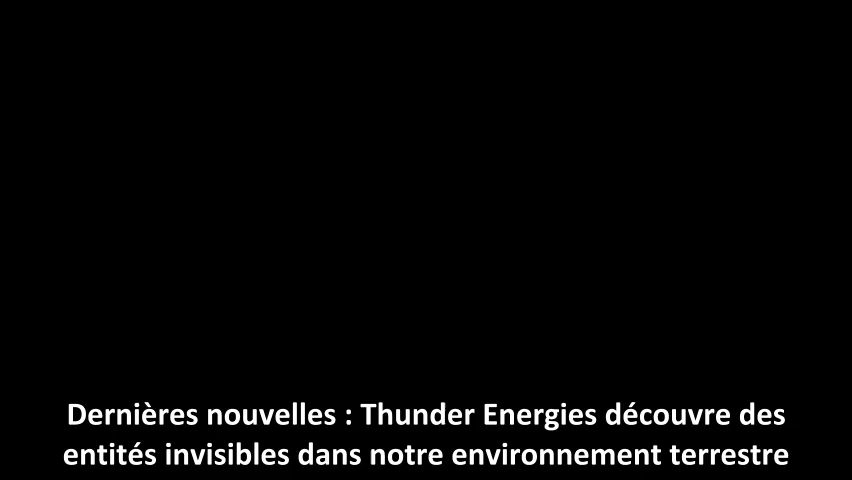 Dernières nouvelles : Thunder Energies découvre des
entités invisibles dans notre environnement terrestre